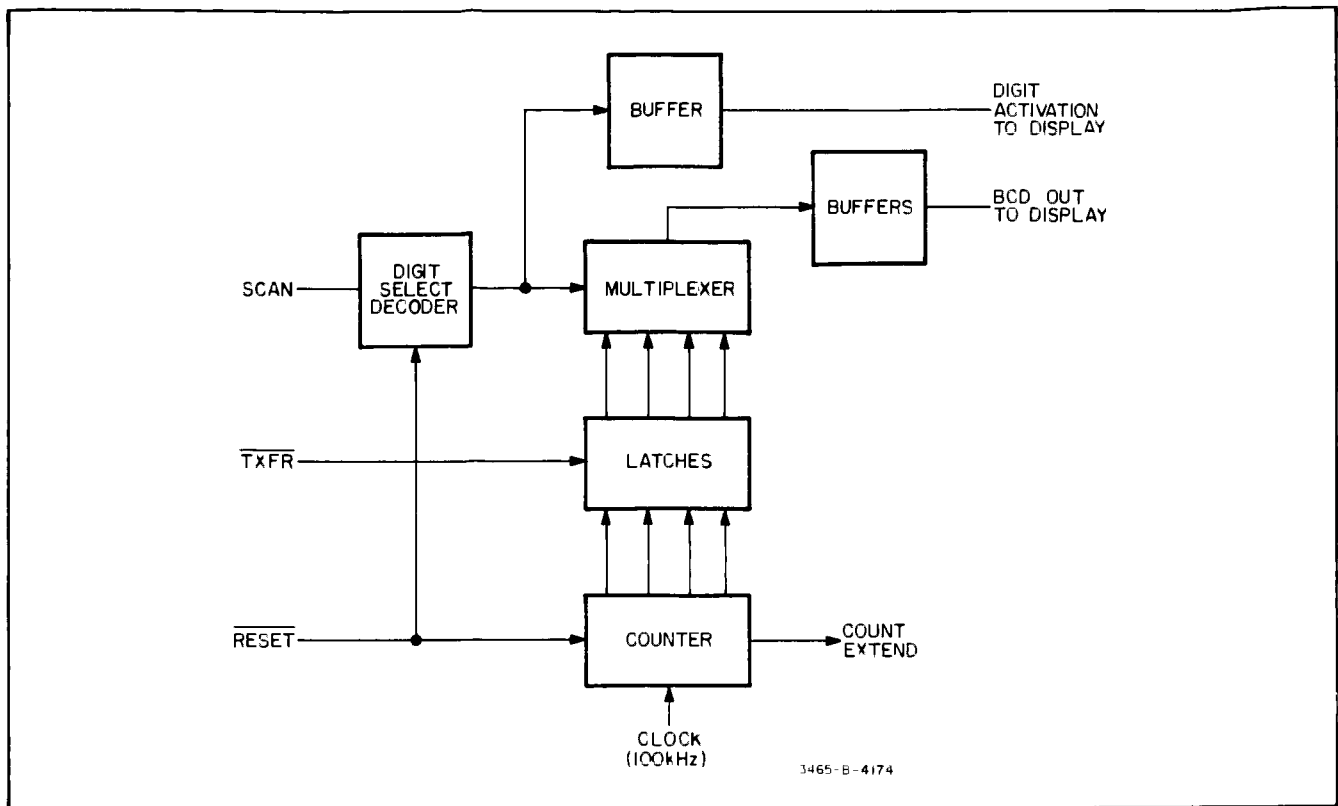 BUFFER
DIGIT
ACTIVATION
TO DISPLAY
BUFFERS
BCD OUT
TO DISPLAY
SCAN
DIGIT
SELECT
DECODER
MULTIPLEXER
TXFR
LATCHES
RESET
COUNTER
COUNT
EXTEND
CLOCK
(100kHz)
3465-B-4174